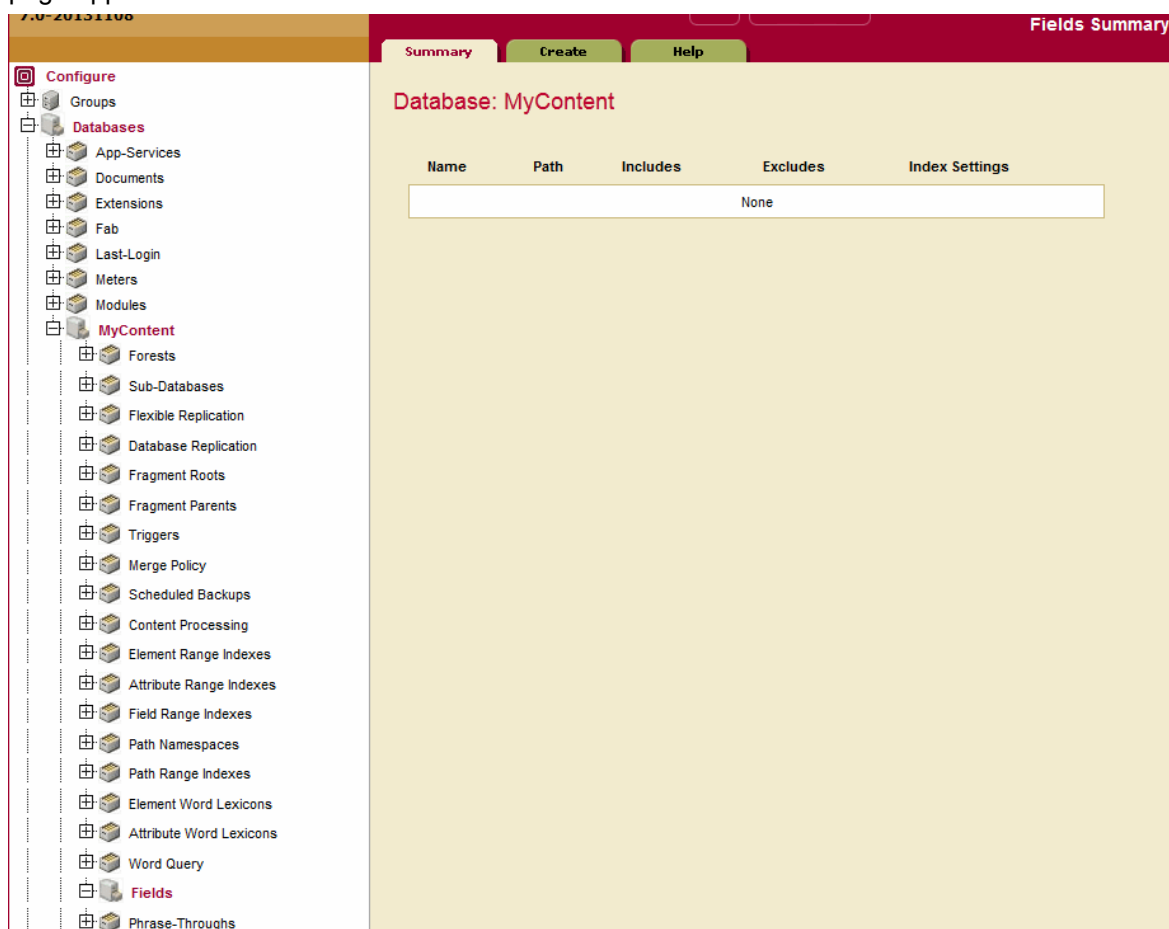 7.0-20131108
Fields Summary
Summary Create Help
Configure
Groups
Databases
App-Services
Documents
Extensions
Fab
Last-Login
Meters
Modules
MyContent
Forests
Sub-Databases
Flexible Replication
Database Replication
Fragment Roots
Fragment Parents
Triggers
Merge Policy
Scheduled Backups
Content Processing
Element Range Indexes
Attribute Range Indexes
Field Range Indexes
Path Namespaces
Path Range Indexes
Element Word Lexicons
Attribute Word Lexicons
Word Query
Fields
Phrase-Throughs
Database: MyContent
Name Path Includes Excludes Index Settings
None